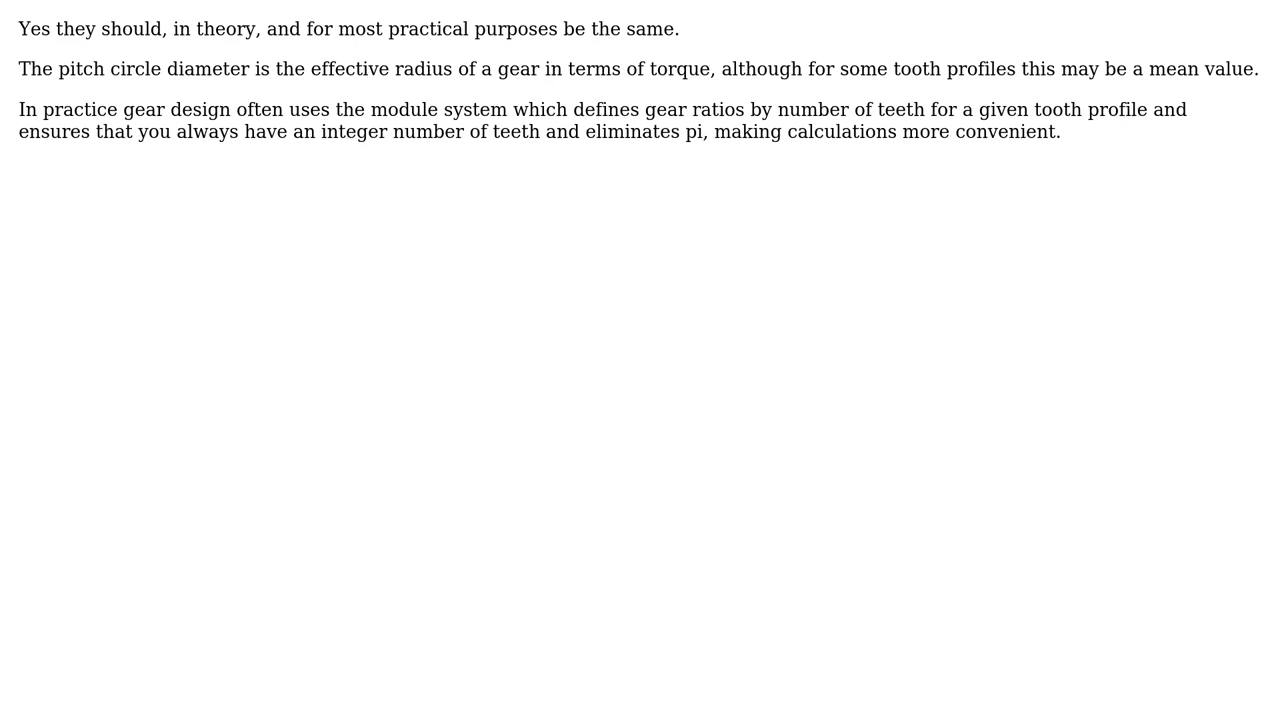 Yes they should, in theory, and for most practical purposes be the same.
The pitch circle diameter is the effective radius of a gear in terms of torque, although for some tooth profiles this may be a mean value.
In practice gear design often uses the module system which defines gear ratios by number of teeth for a given tooth profile and
ensures that you always have an integer number of teeth and eliminates pi, making calculations more convenient.